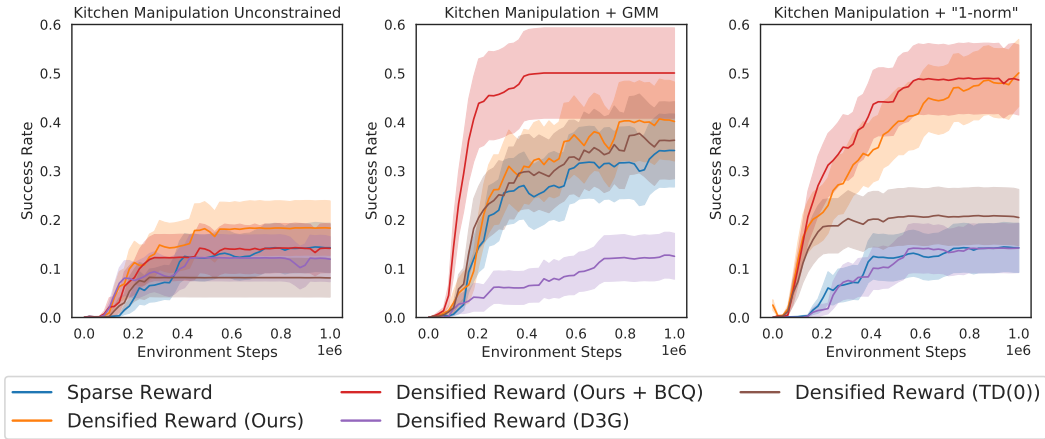 Kitchen Manipulation Unconstrained
0.6
0.5
0.4
0.3
0.2
0.1
0.0
Success Rate
0.0 0.2 0.4 0.6 0.8 1.0
1e6
Environment Steps
Kitchen Manipulation + GMM
0.6
0.5
0.4
0.3
0.2
0.1
0.0
Success Rate
0.0 0.2 0.4 0.6 0.8 1.0
1e6
Environment Steps
Kitchen Manipulation + "1-norm"
0.6
0.5
0.4
0.3
0.2
0.1
0.0
Success Rate
0.0 0.2 0.4 0.6 0.8 1.0
1e6
Environment Steps
Sparse Reward
Densified Reward (Ours)
Densified Reward (Ours + BCQ)
Densified Reward (D3G)
Densified Reward (TD(0))